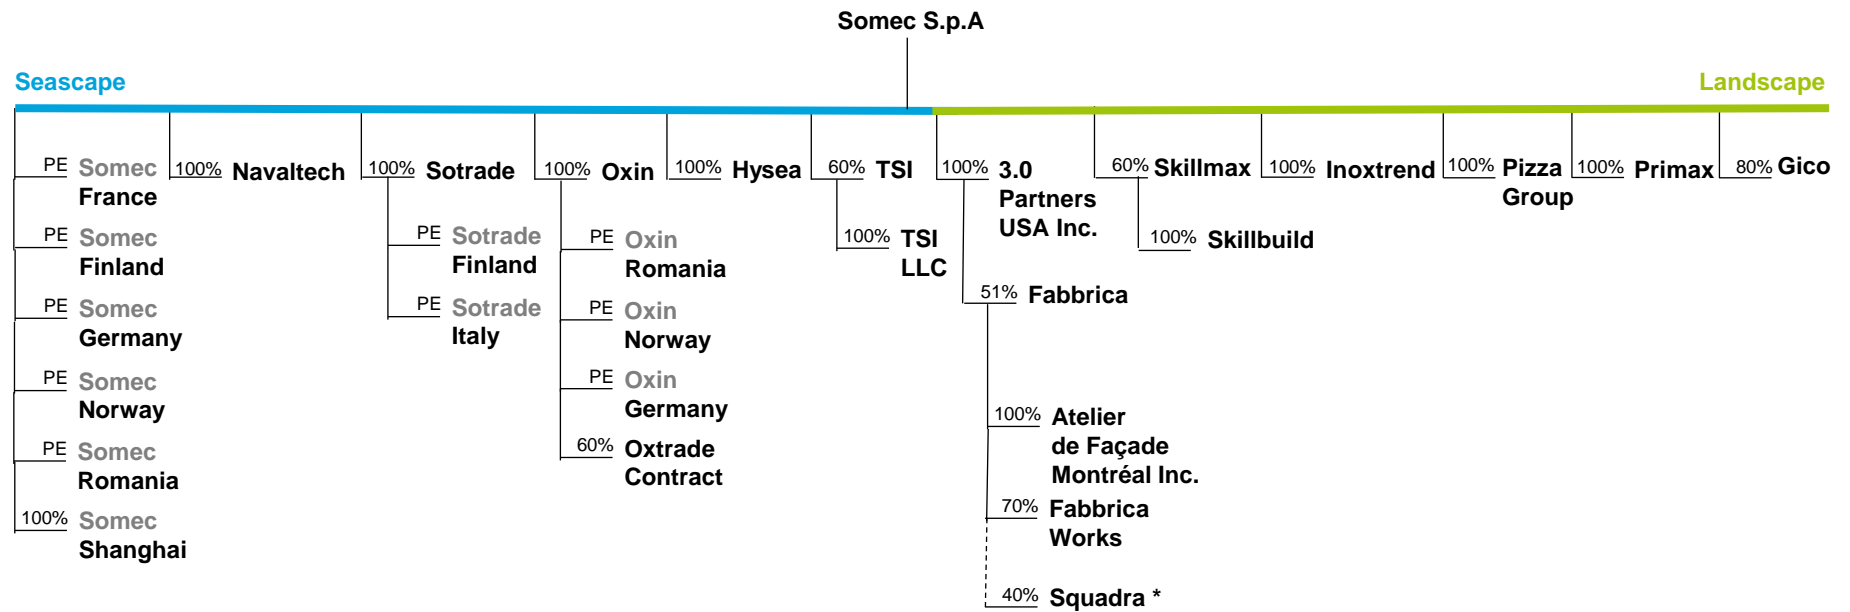 Somec S.p.A
Seascape
Landscape
PE Somec
France
PE Somec
Finland
PE Somec
Germany
PE Somec
Norway
PE Somec
Romania
100% Somec
Shanghai
100% Navaltech
100% Sotrade
PE Sotrade
Finland
PE Sotrade
Italy
100% Oxin
PE Oxin
Romania
PE Oxin
Norway
PE Oxin
Germany
60% Oxtrade
Contract
100% Hysea
60% TSI
100% TSI
LLC
100% 3.0
Partners
USA Inc.
51% Fabbrica
100% Atelier
de Façade
Montréal Inc.
70% Fabbrica
Works
40% Squadra *
60% Skillmax
100% Skillbuild
100% Inoxtrend
100% Pizza
Group
100% Primax
80% Gico